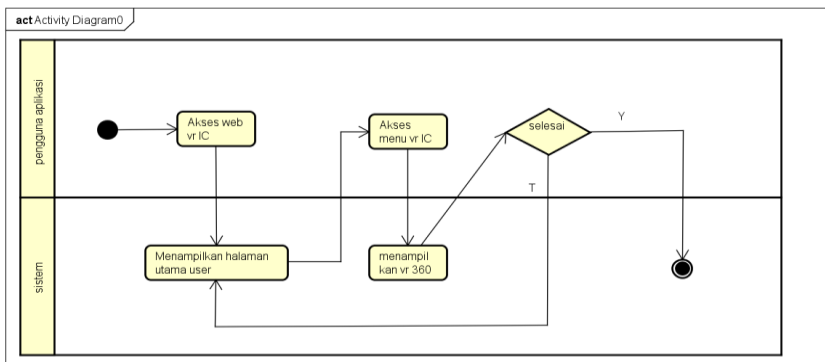 act Activity Diagram0
pengguna aplikasi
Akses web
vr IC
Akses
menu vr IC
selesai
Y
T
sistem
Menampilkan halaman
utama user
menampil
kan vr 360